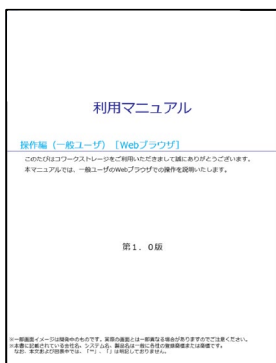 利用マニュアル
操作編（一般ユーザ）［Webブラウザ］
このたびはコワークストレージをご利用いただきまして誠にありがとうございます。
本マニュアルでは、一般ユーザのWebブラウザでの操作を説明いたします。
第1．0版
※一部画面イメージは開発中のものです。実際の画面とは一部異なる場合がありますのでご注意ください。
※本書に記載されている会社名、システム名、製品名は一般に各社の登録商標または商標です。
なお、本文および図表中では、「™」、「」は明記しておりません。